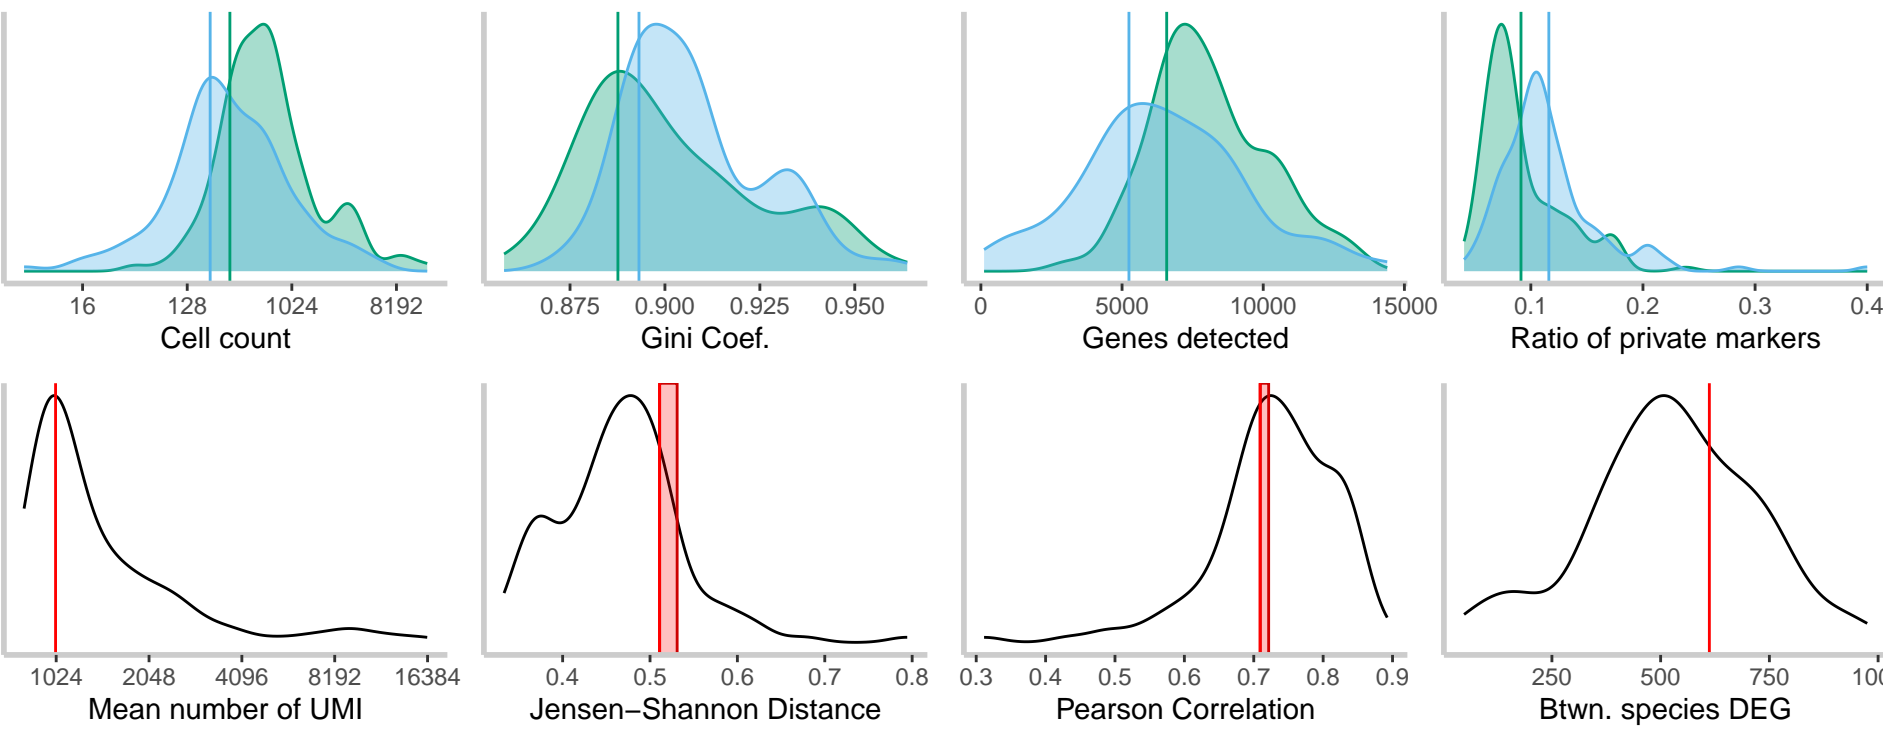 16 128 1024 8192
Cell count
0.875 0.900 0.925 0.950
Gini Coef.
0 5000 10000 15000
Genes detected
0.1 0.2 0.3 0.4
Ratio of private markers
1024 2048 4096 8192 16384
Mean number of UMI
0.4 0.5 0.6 0.7 0.8
Jensen−Shannon Distance
0.3 0.4 0.5 0.6 0.7 0.8 0.9
Pearson Correlation
250 500 750 100
Btwn. species DEG